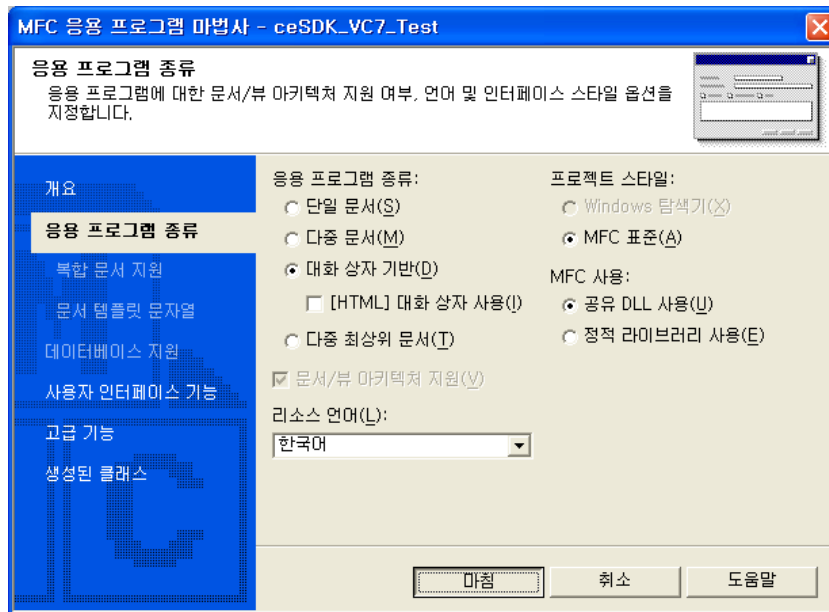 MFC 응용 프로그램 마법사 - ceSDK_VC7_Test
응용 프로그램 종류
응용 프로그램에 대한 문서/뷰 아키텍처 지원 여부, 언어 및 인터페이스 스타일 옵션을
지정합니다.
개요
응용 프로그램 종류
복합 문서 지원
문서 템플릿 문자열
데이터베이스 지원
사용자 인터페이스 기능
고급 기능
생성된 클래스
응용 프로그램 종류:
단일 문서(S)
다중 문서(M)
대화 상자 기반(D)
[HTML] 대화 상자 사용(I)
다중 최상위 문서(T)
문서/뷰 아키텍처 지원(V)
리소스 언어(L):
한국어
프로젝트 스타일:
Windows 탐색기(X)
MFC 표준(A)
MFC 사용:
공유 DLL 사용(U)
정적 라이브러리 사용(E)
마침
취소
도움말